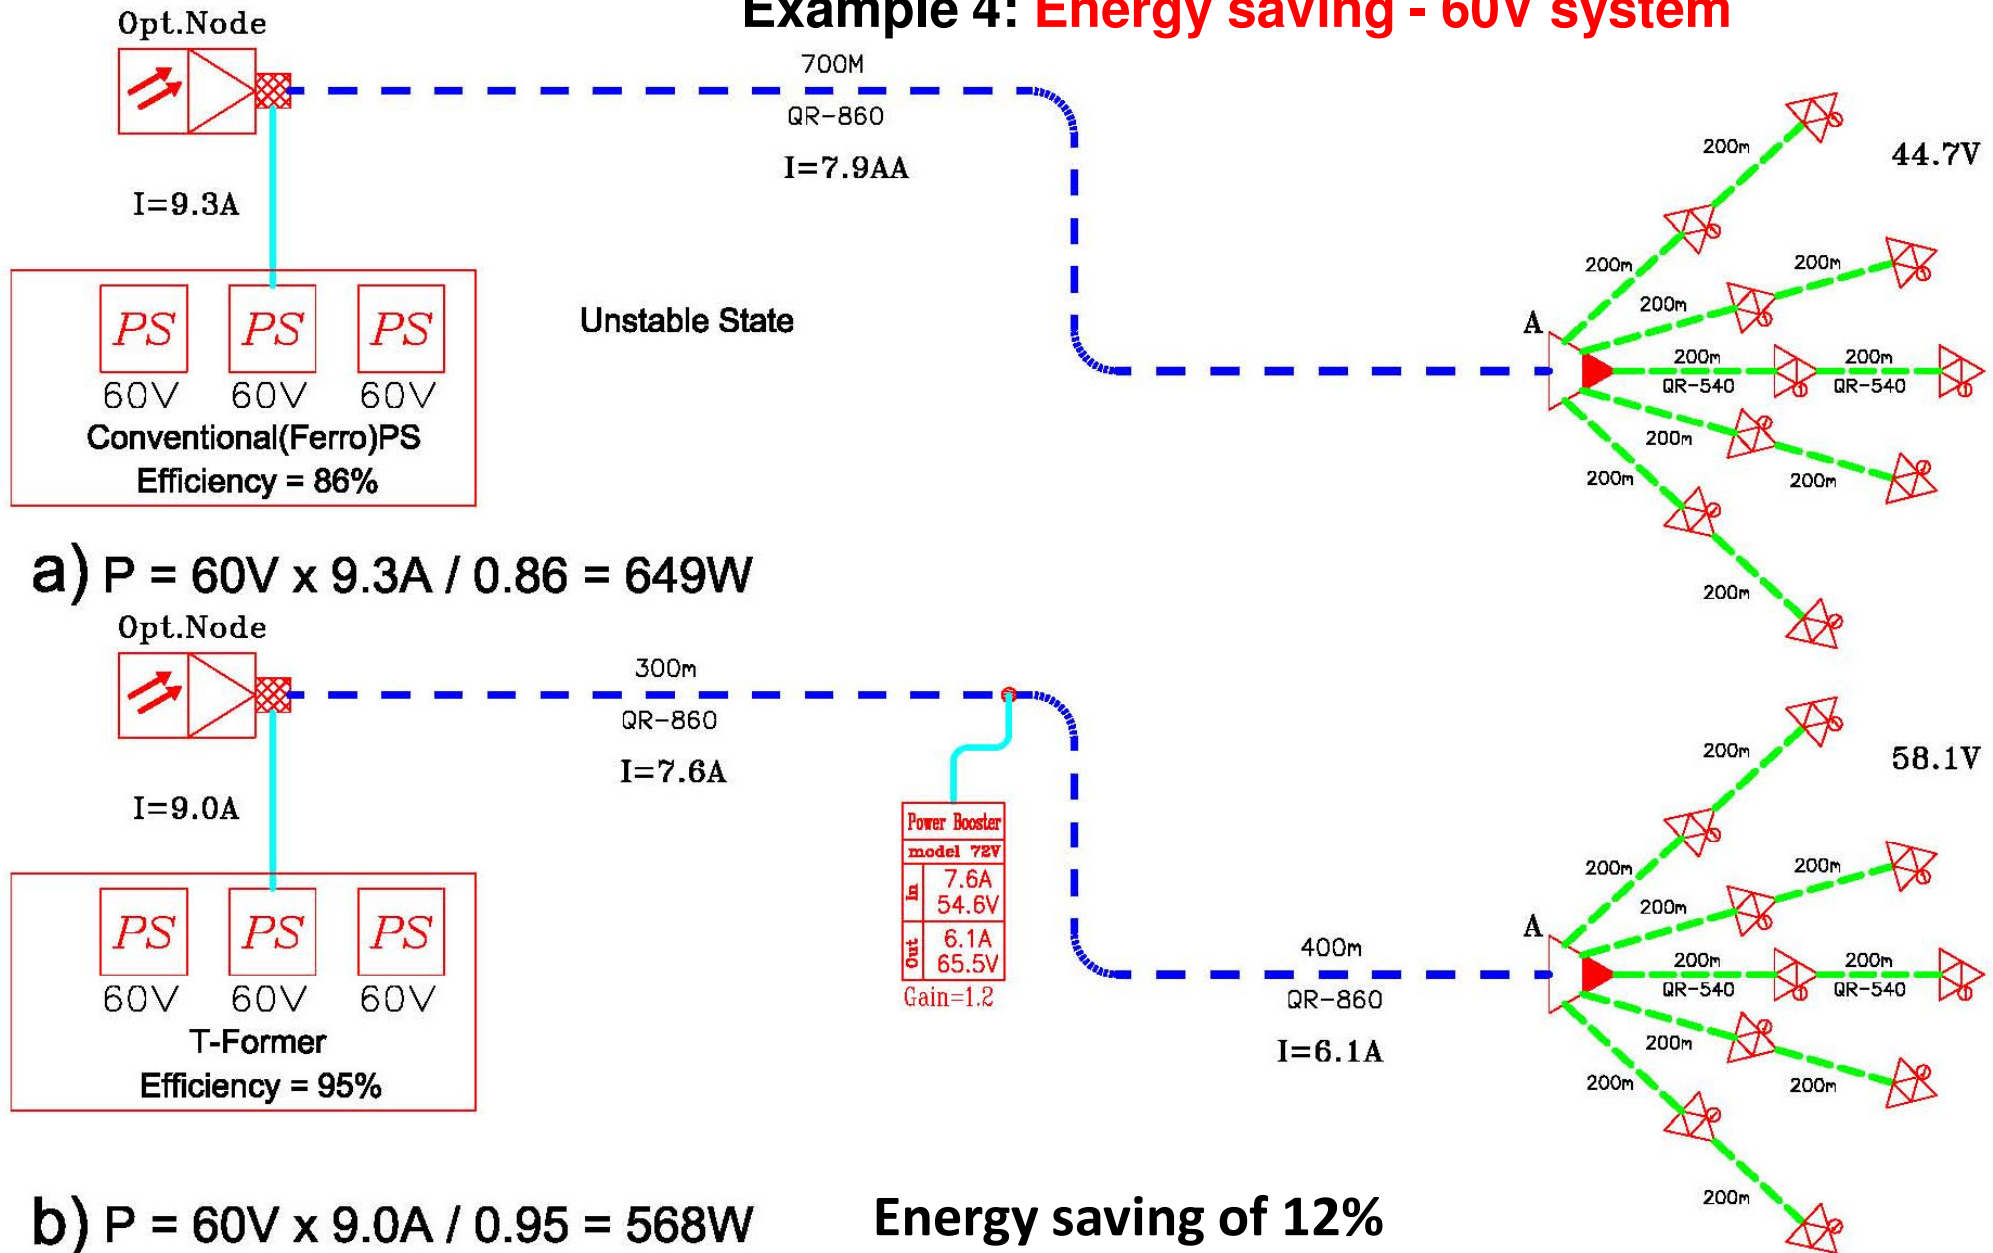 Example 4: Energy saving - 60V system
Opt.Node
700M
QR-860
I=7.9AA
I=9.3A
PS PS PS
60V 60V 60V
Conventional(Ferro)PS
Efficiency = 86%
Unstable State
A
200m
200m
200m
200m
200m
QR-540
200m
QR-540
200m
200m
200m
200m
44.7V
a) P = 60V x 9.3A / 0.86 = 649W
Opt.Node
300m
QR-860
I=7.6A
I=9.0A
PS PS PS
60V 60V 60V
T-Former
Efficiency = 95%
Power Booster
model 72V
In
7.6A
54.6V
Out
6.1A
65.5V
Gain=1.2
400m
QR-860
I=6.1A
A
200m
200m
200m
200m
200m
QR-540
200m
QR-540
200m
200m
200m
200m
58.1V
b) P = 60V x 9.0A / 0.95 = 568W
Energy saving of 12%